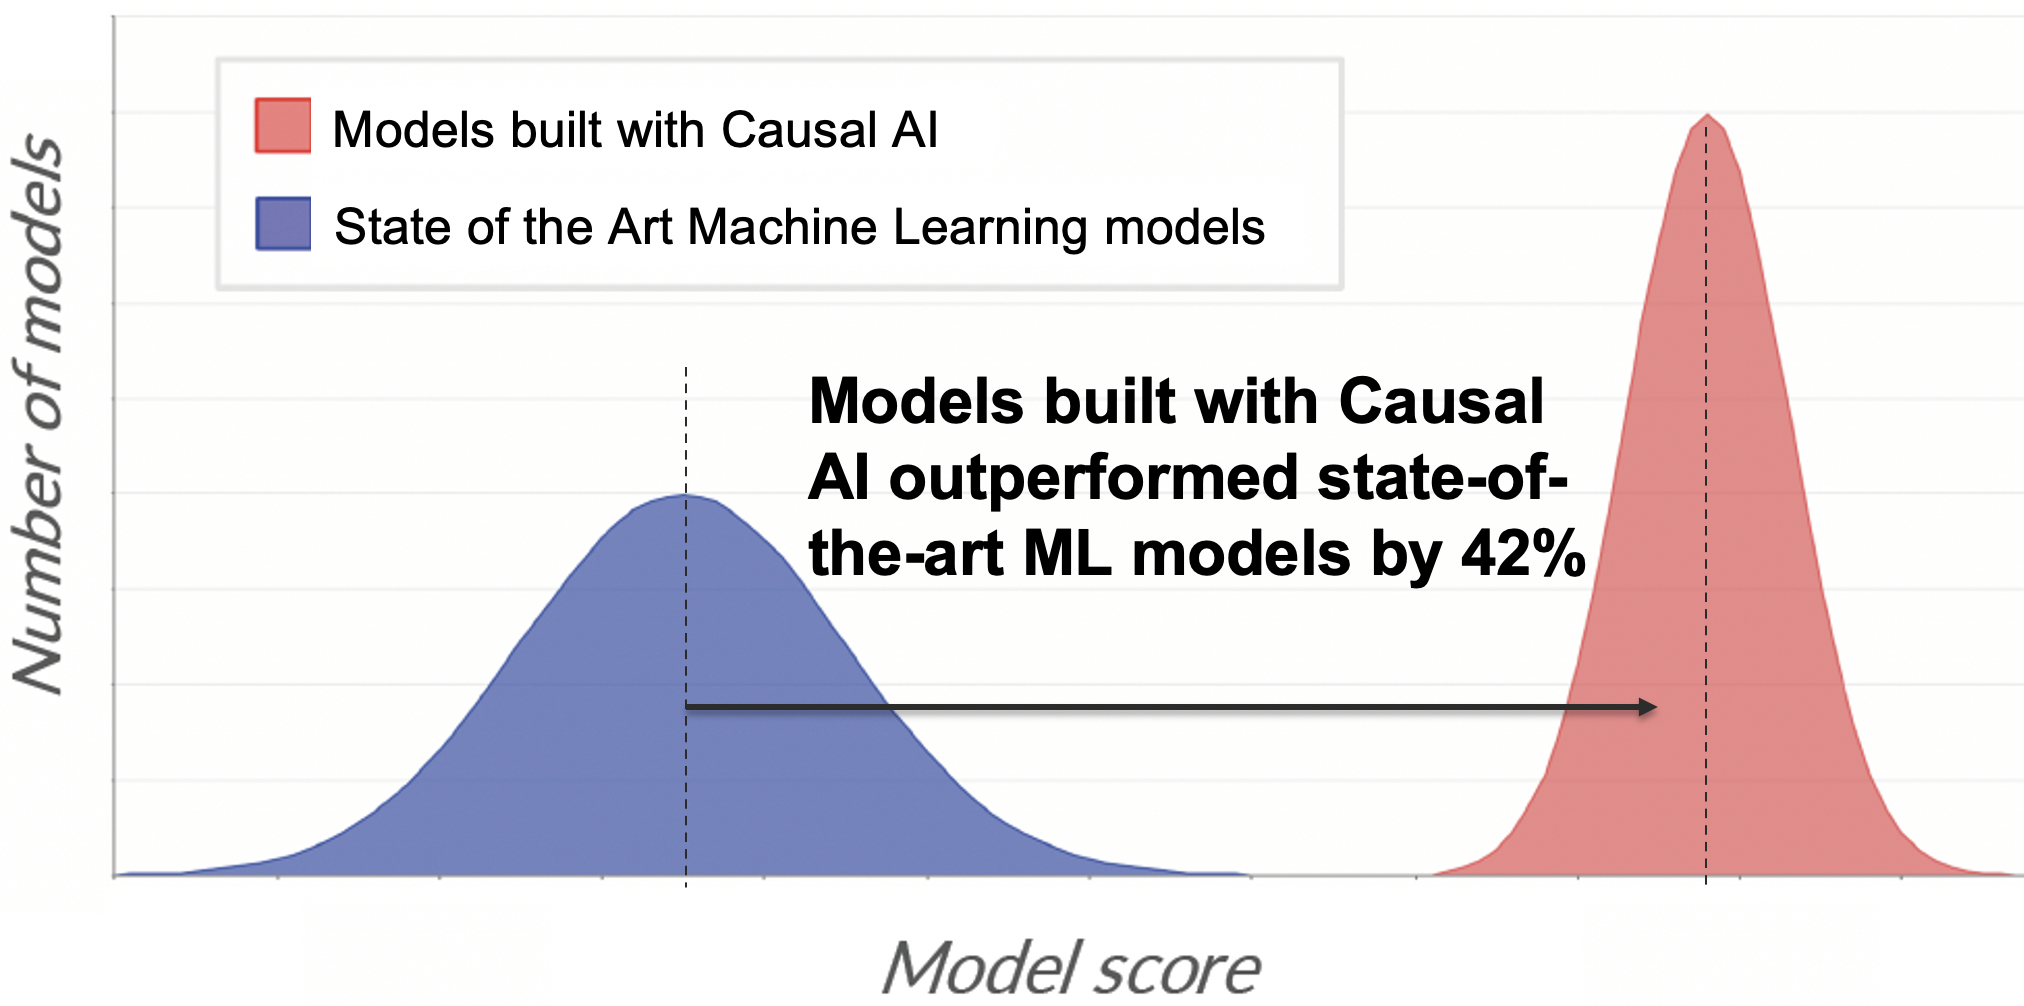 Number of models
Models built with Causal AI
State of the Art Machine Learning models
Models built with Causal
AI outperformed state-of-
the-art ML models by 42%
Model score